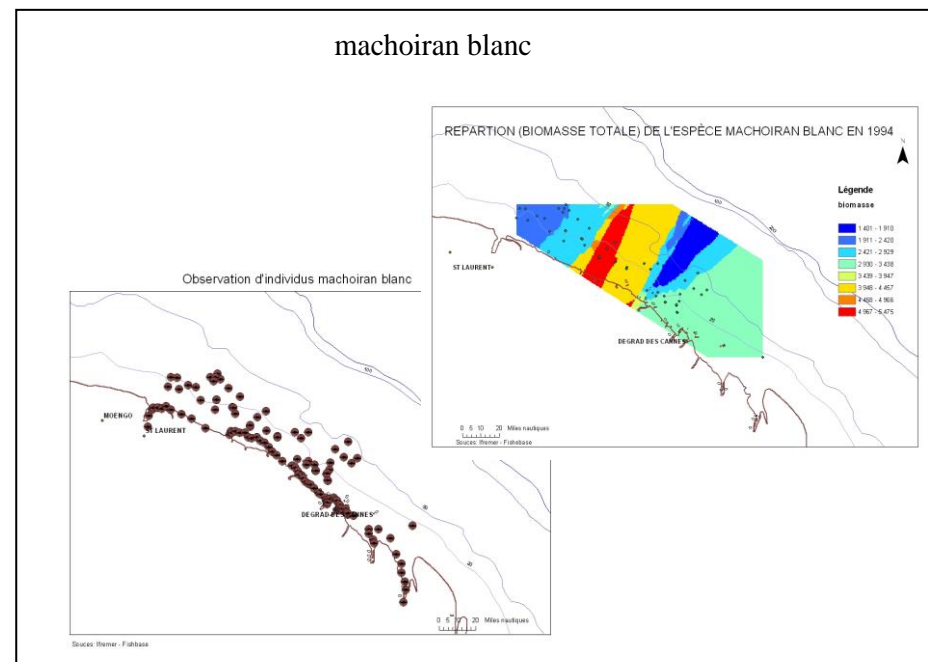 machoiran blanc
REPARTION (BIOMASSE TOTALE) DE L'ESPÈCE MACHOIRAN BLANC EN 1994
N
Légende
biomasse
1 401 - 1 910
1 911 - 2 420
2 421 - 2 929
2 930 - 3 438
3 439 - 3 947
3 948 - 4 457
4 458 - 4 966
4 967 - 5 475
ST LAURENT
DEGRAD DES CANNES
0 5 10 20 Miles nautiques
Souces: Ifremer - Fishbase
Observation d'individus machoiran blanc
MOENGO
ST LAURENT
DEGRAD DES CANNES
0 5 10 20 Miles nautiques
Souces: Ifremer - Fishbase